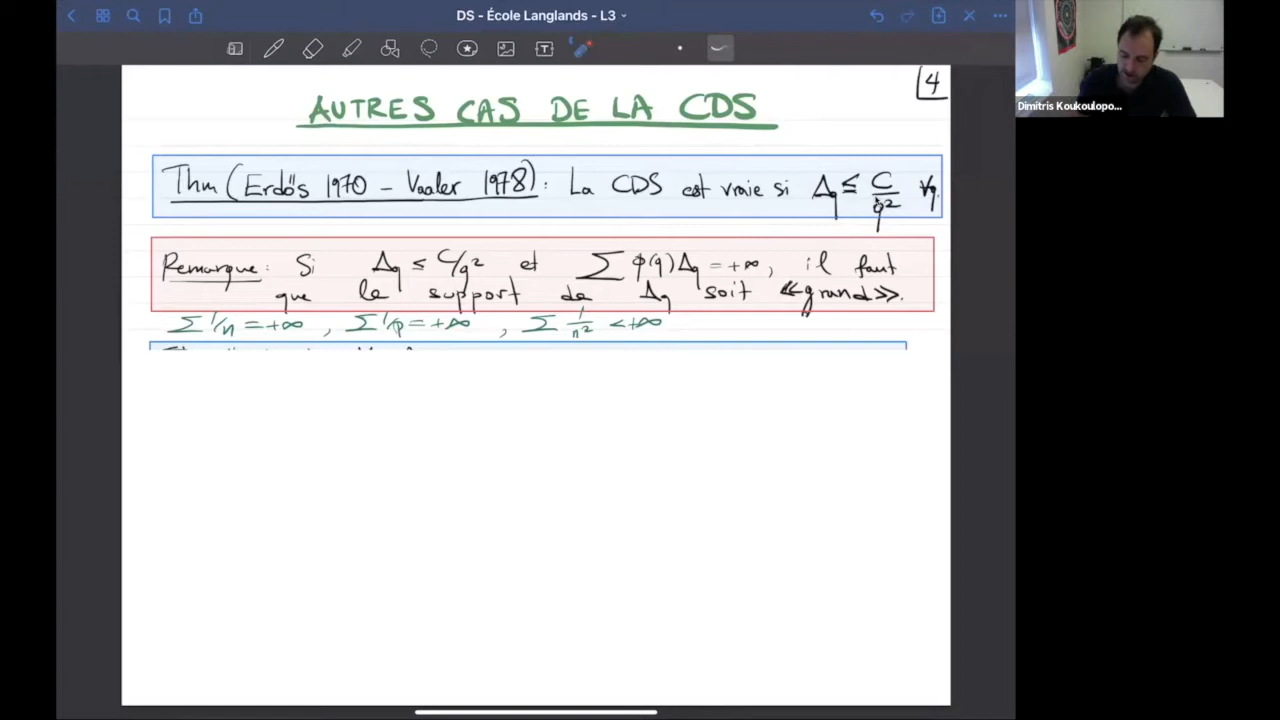 DS - École Langlands - L3
4
AUTRES CAS DE LA CDS
Dimitris Koukoulopo...
Thm (Erdős 1970 - Vaaler 1978): La CDS est vraie si Δq ≤ C/q² ∀q.
Remarque: Si Δq ≤ C/q² et ∑ φ(q)Δq = +∞, il faut
que le support de Δq soit «grand».
∑ 1/n = +∞, ∑ 1/p = +∞, ∑ 1/n² < +∞